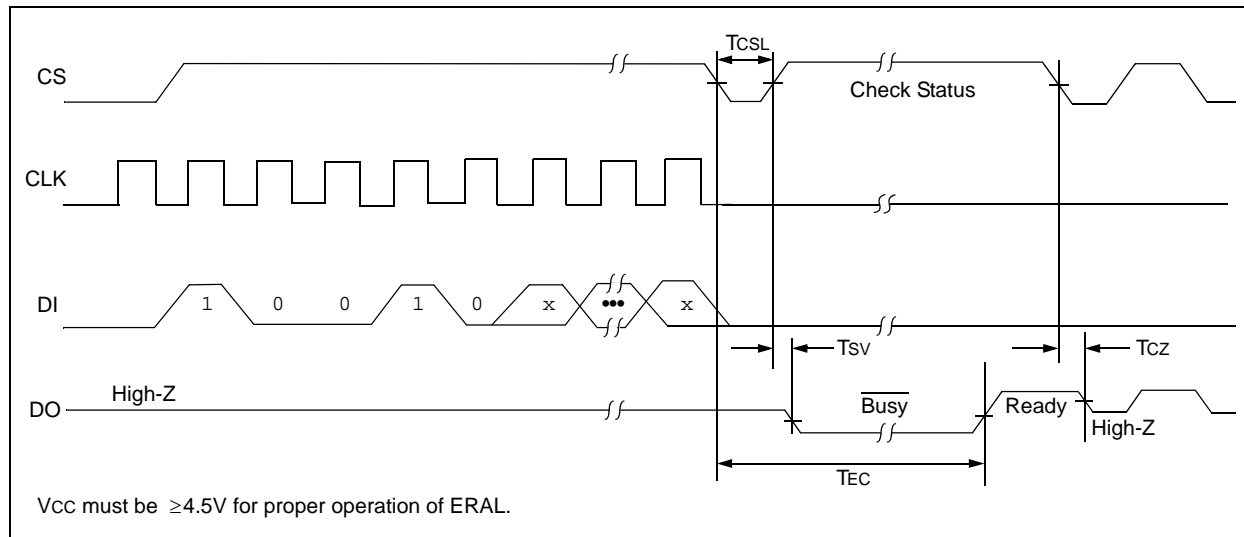 TCSL
CS
Check Status
CLK
DI
1 0 0 1 0 x ••• x
TSV
TCZ
High-Z
DO
Busy
Ready
High-Z
TEC
VCC must be ≥4.5V for proper operation of ERAL.